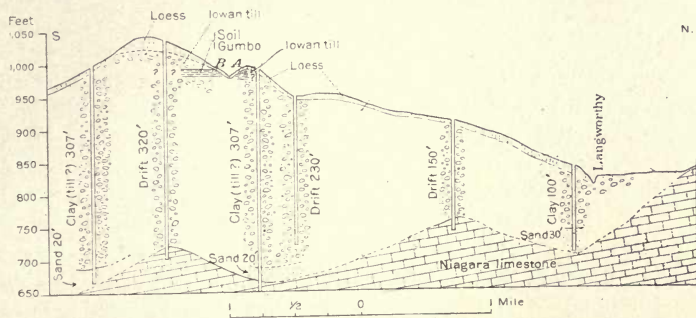 Feet
1,050
1,000
950
900
850
800
750
700
650
S
N.
Loess
Iowan till
Soil
Gumbo
B A
Iowan till
Loess
Sand 20'
Clay (till?) 307'
Drift 320'
Clay (till?) 307'
Sand 20'
Drift 230'
Drift 150'
Clay 100'
Sand 30'
Langworthy
Niagara limestone
1 ½ 0 1 Mile